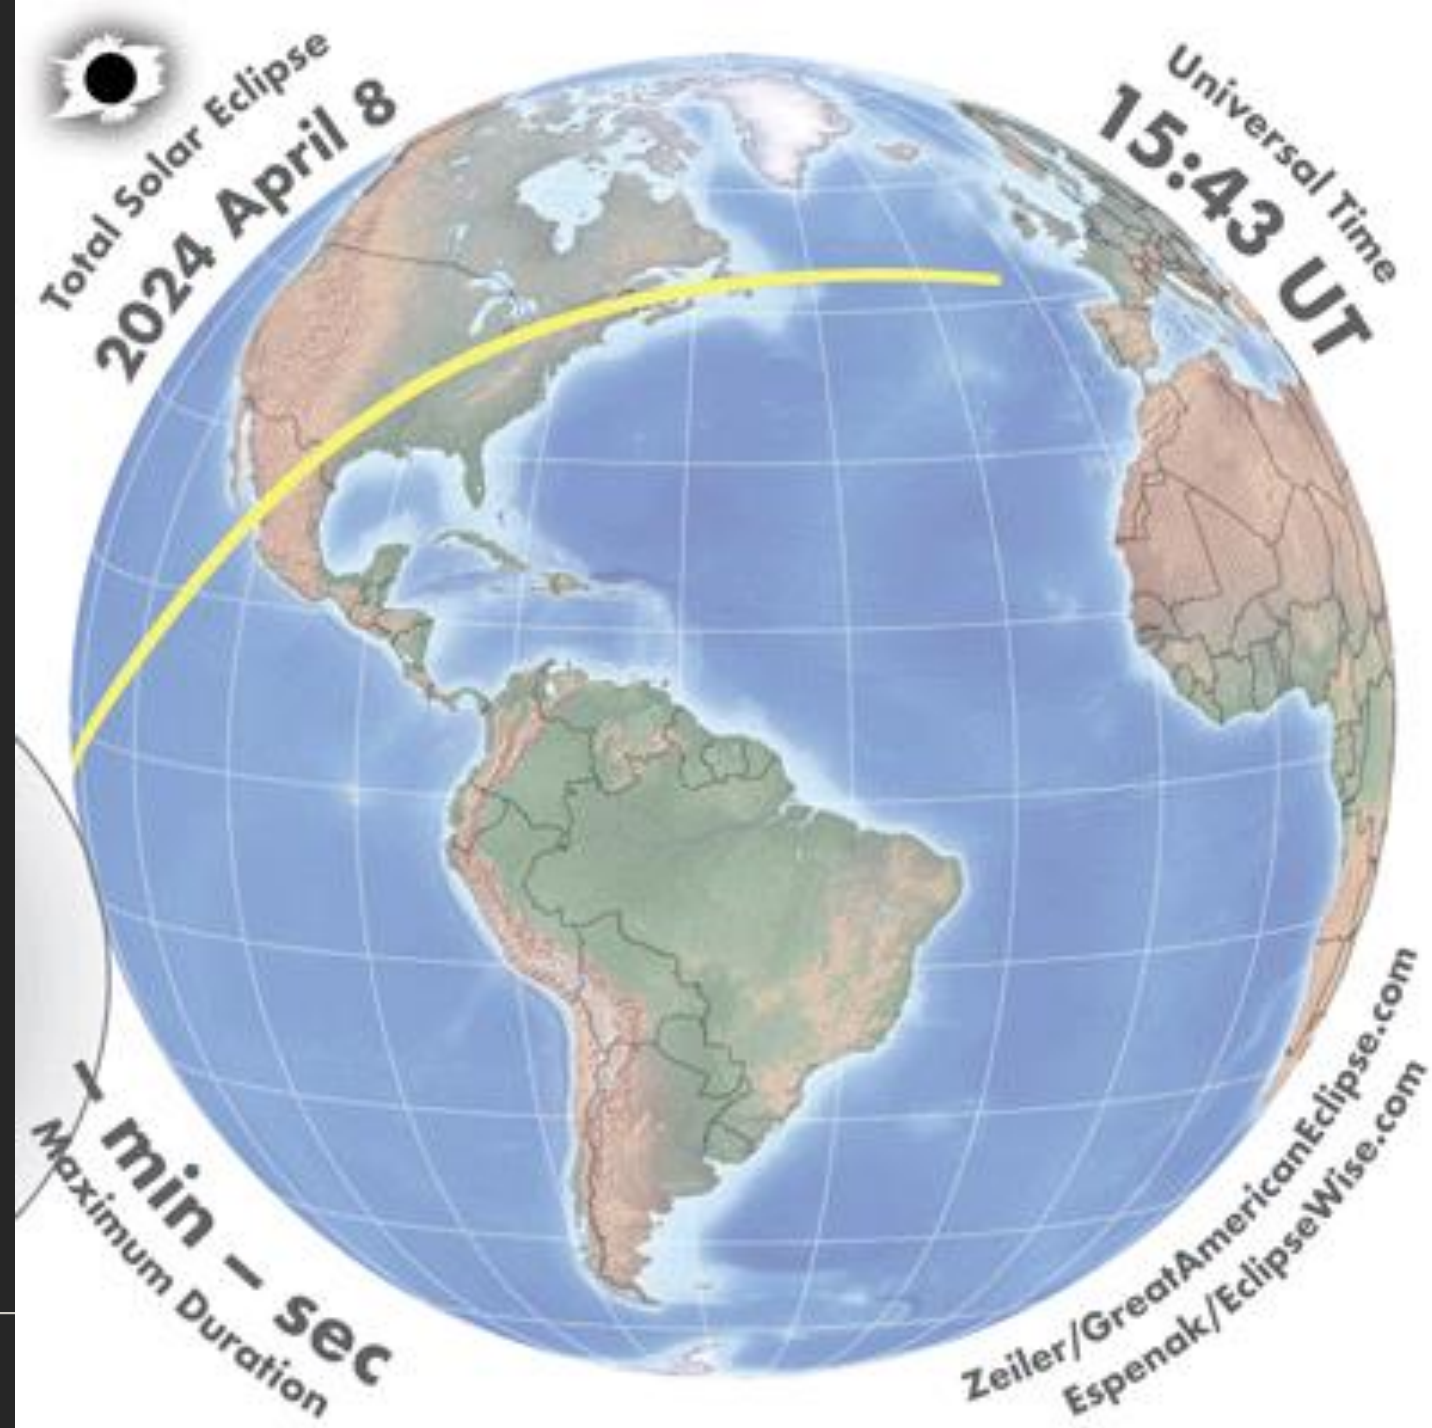 Total Solar Eclipse
2024 April 8
Universal Time
15:43 UT
– min – sec
Maximum Duration
Zeiler/GreatAmericanEclipse.com
Espenak/EclipseWise.com